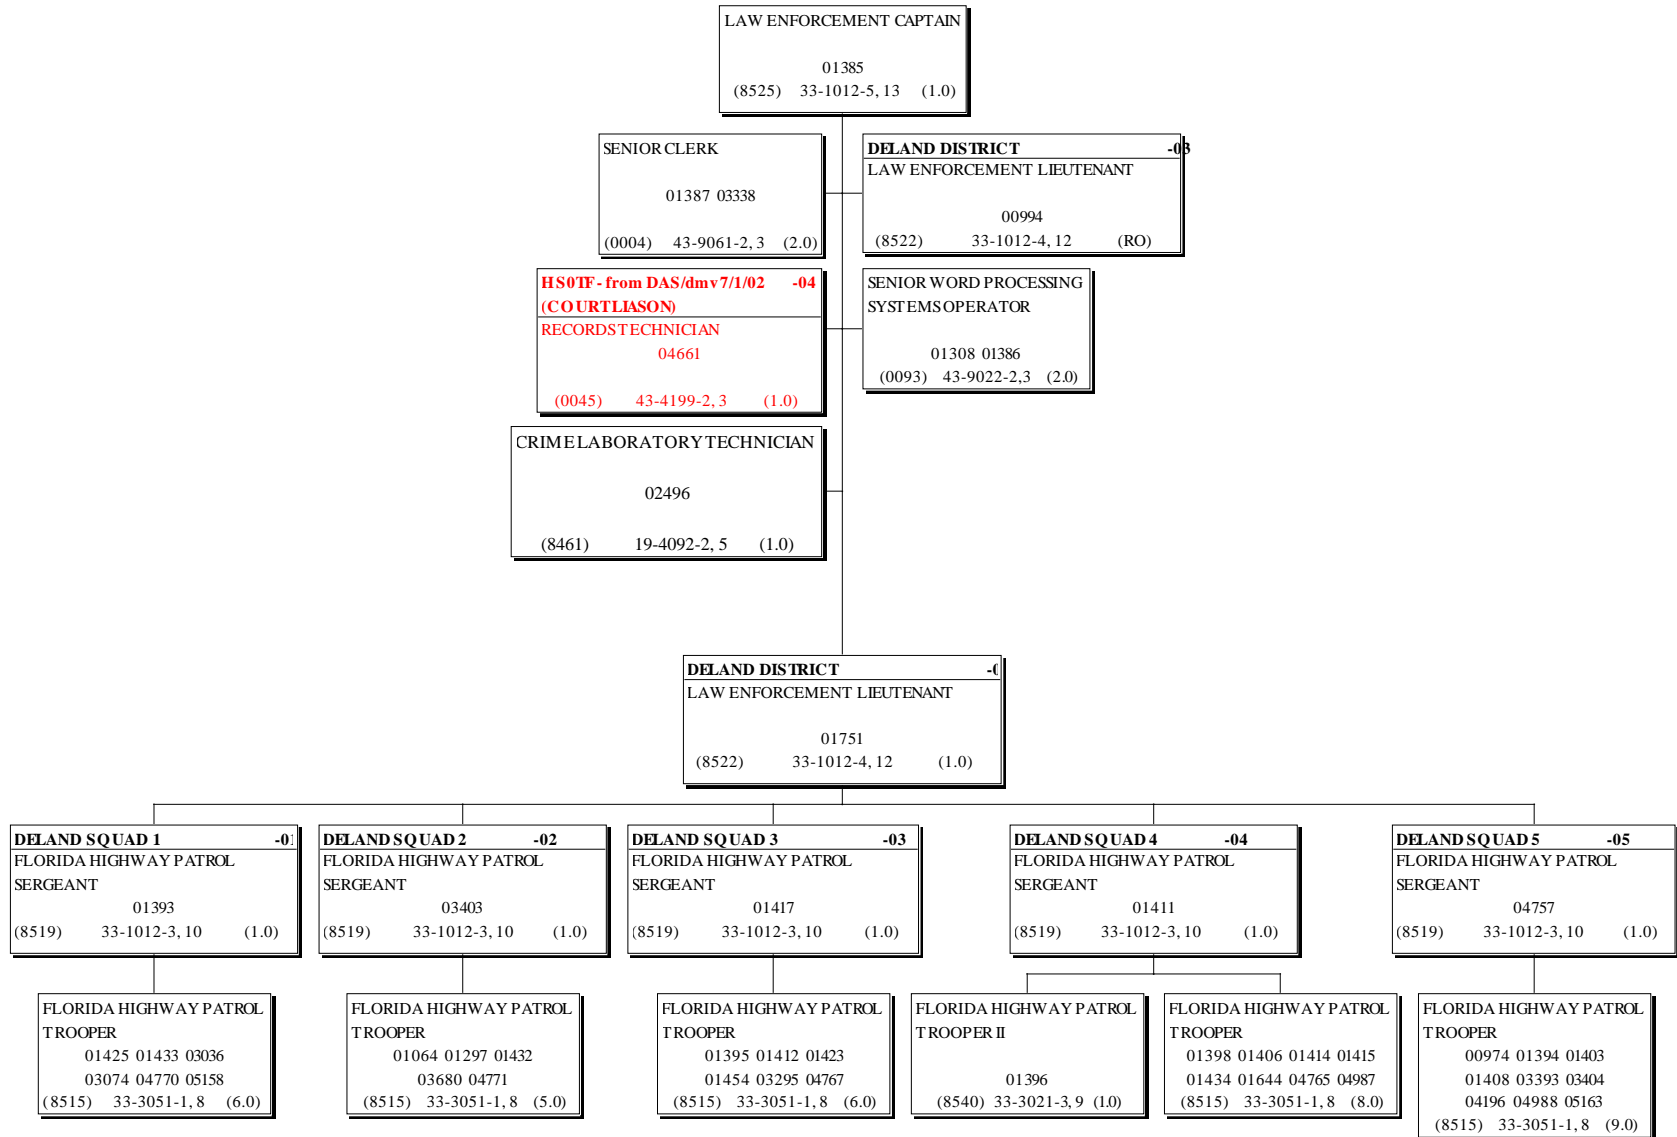 LAW ENFORCEMENT CAPTAIN
01385
(8525) 33-1012-5, 13 (1.0)
SENIOR CLERK
01387 03338
(0004) 43-9061-2, 3 (2.0)
DELAND DISTRICT -03
LAW ENFORCEMENT LIEUTENANT
00994
(8522) 33-1012-4, 12 (RO)
HS0TF - from DAS/dmv 7/1/02 -04
(COURT LIASON)
RECORDS TECHNICIAN
04661
(0045) 43-4199-2, 3 (1.0)
SENIOR WORD PROCESSING
SYSTEMS OPERATOR
01308 01386
(0093) 43-9022-2,3 (2.0)
CRIME LABORATORY TECHNICIAN
02496
(8461) 19-4092-2, 5 (1.0)
DELAND DISTRICT
LAW ENFORCEMENT LIEUTENANT
01751
(8522) 33-1012-4, 12 (1.0)
DELAND SQUAD 1 -01
FLORIDA HIGHWAY PATROL
SERGEANT
01393
(8519) 33-1012-3, 10 (1.0)
DELAND SQUAD 2 -02
FLORIDA HIGHWAY PATROL
SERGEANT
03403
(8519) 33-1012-3, 10 (1.0)
DELAND SQUAD 3 -03
FLORIDA HIGHWAY PATROL
SERGEANT
01417
(8519) 33-1012-3, 10 (1.0)
DELAND SQUAD 4 -04
FLORIDA HIGHWAY PATROL
SERGEANT
01411
(8519) 33-1012-3, 10 (1.0)
DELAND SQUAD 5 -05
FLORIDA HIGHWAY PATROL
SERGEANT
04757
(8519) 33-1012-3, 10 (1.0)
FLORIDA HIGHWAY PATROL
TROOPER
01425 01433 03036
03074 04770 05158
(8515) 33-3051-1, 8 (6.0)
FLORIDA HIGHWAY PATROL
TROOPER
01064 01297 01432
03680 04771
(8515) 33-3051-1, 8 (5.0)
FLORIDA HIGHWAY PATROL
TROOPER
01395 01412 01423
01454 03295 04767
(8515) 33-3051-1, 8 (6.0)
FLORIDA HIGHWAY PATROL
TROOPER II
01396
(8540) 33-3021-3, 9 (1.0)
FLORIDA HIGHWAY PATROL
TROOPER
01398 01406 01414 01415
01434 01644 04765 04987
(8515) 33-3051-1, 8 (8.0)
FLORIDA HIGHWAY PATROL
TROOPER
00974 01394 01403
01408 03393 03404
04196 04988 05163
(8515) 33-3051-1, 8 (9.0)